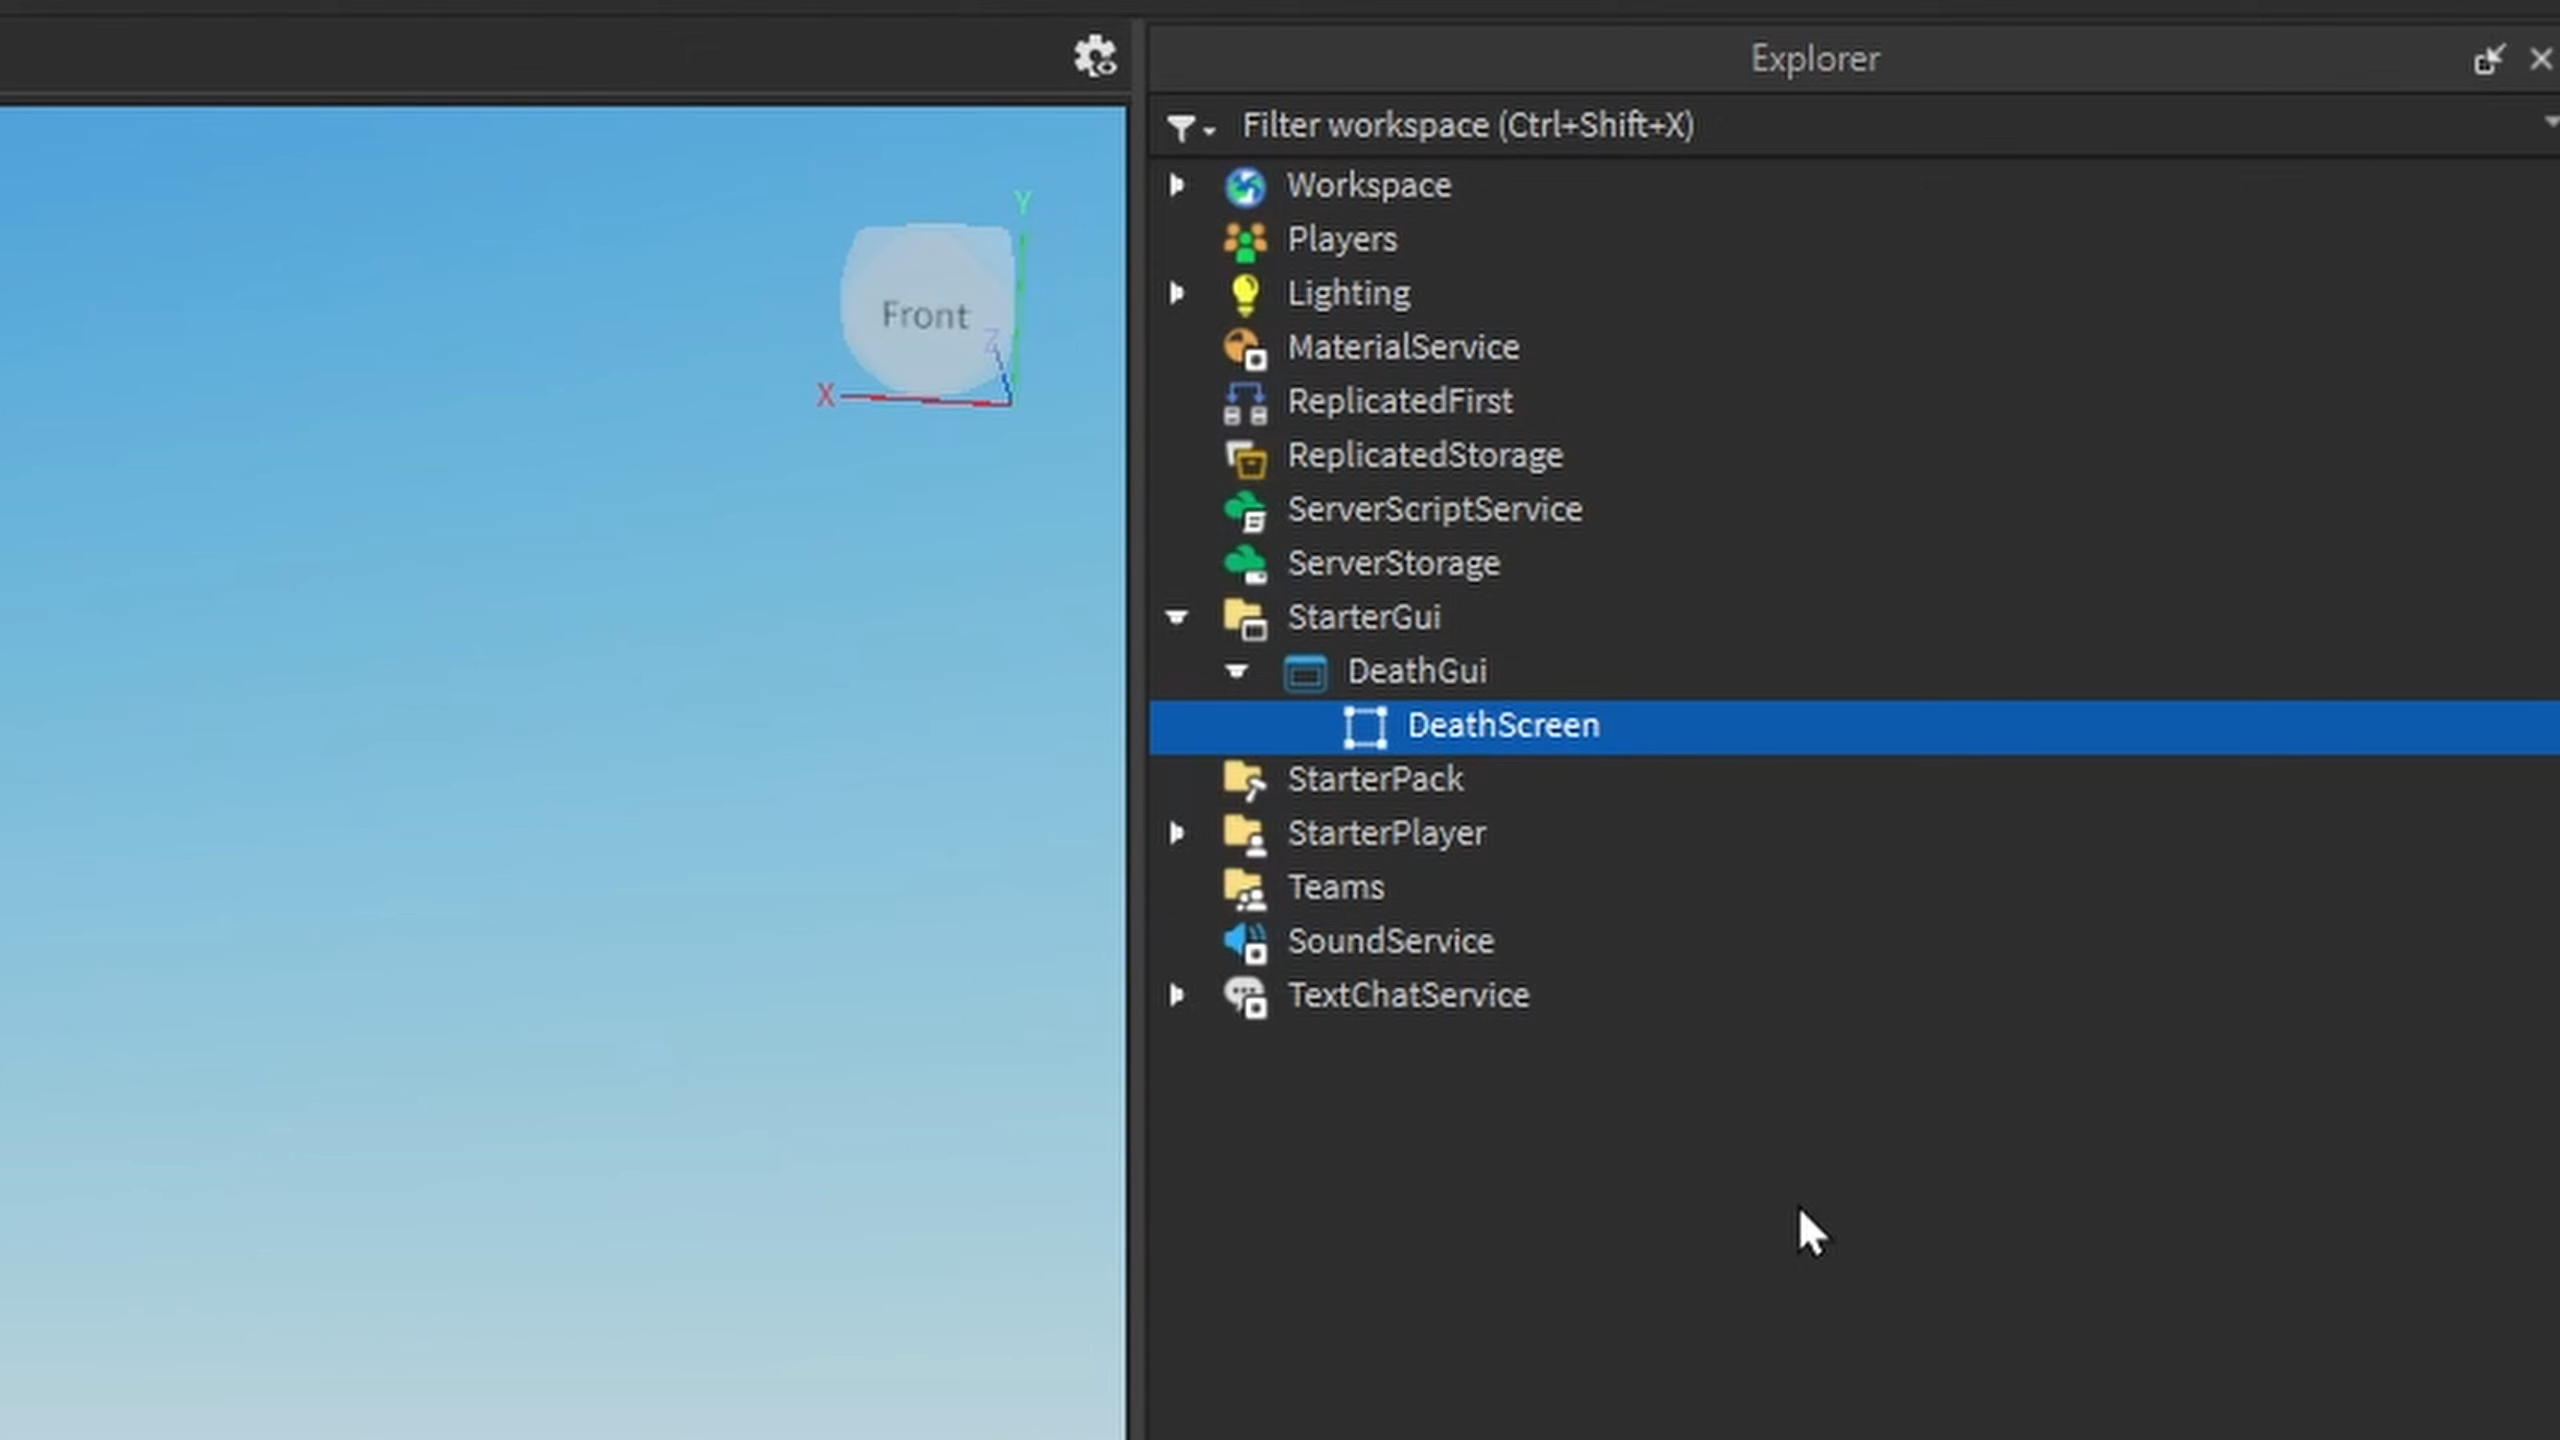 Explorer
Filter workspace (Ctrl+Shift+X)
Workspace
Players
Lighting
MaterialService
ReplicatedFirst
ReplicatedStorage
ServerScriptService
ServerStorage
StarterGui
DeathGui
DeathScreen
StarterPack
StarterPlayer
Teams
SoundService
TextChatService
Y
Front
Z
X